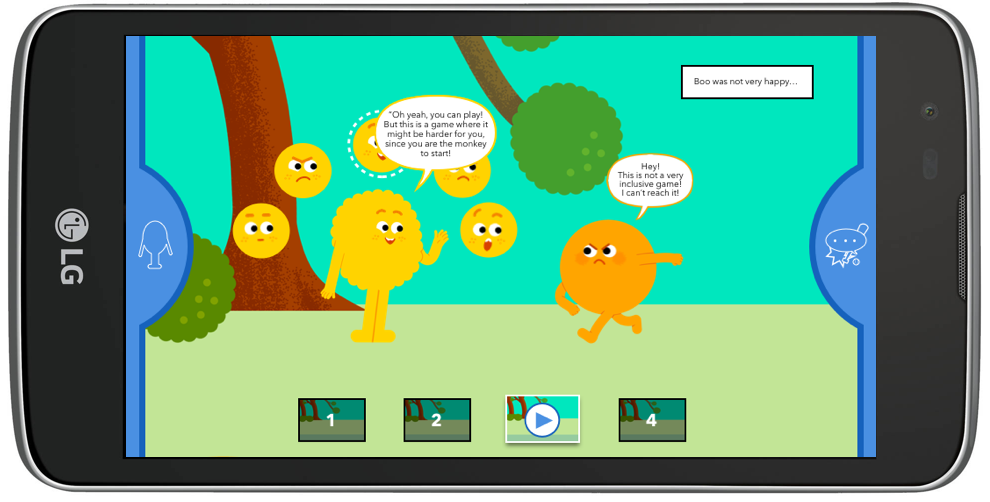 Boo was not very happy...
"Oh yeah, you can play!
But this is a game where it
might be harder for you,
since you are the monkey
to start!
Hey!
This is not a very
inclusive game!
I can't reach it!
LG
1
2
4